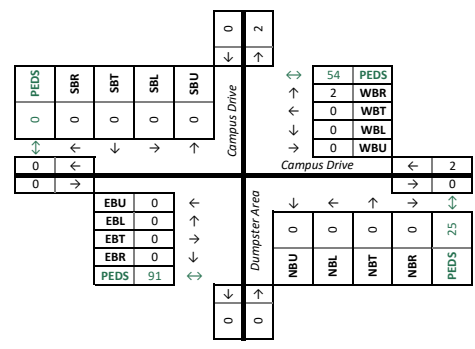 0 2
↓ ↑
PEDS SBR SBT SBL SBU
0 0 0 0 0
↕ ← ↓ → ↑
Campus Drive
↔ 54 PEDS
↑ 2 WBR
← 0 WBT
↓ 0 WBL
→ 0 WBU
0 ←
0 →
Campus Drive
← 2
→ 0
EBU 0 ←
EBL 0 ↑
EBT 0 →
EBR 0 ↓
PEDS 91 ↔
Dumpster Area
↓ ← ↑ → ↕
0 0 0 0 25
NBU NBL NBT NBR PEDS
↓ ↑
0 0